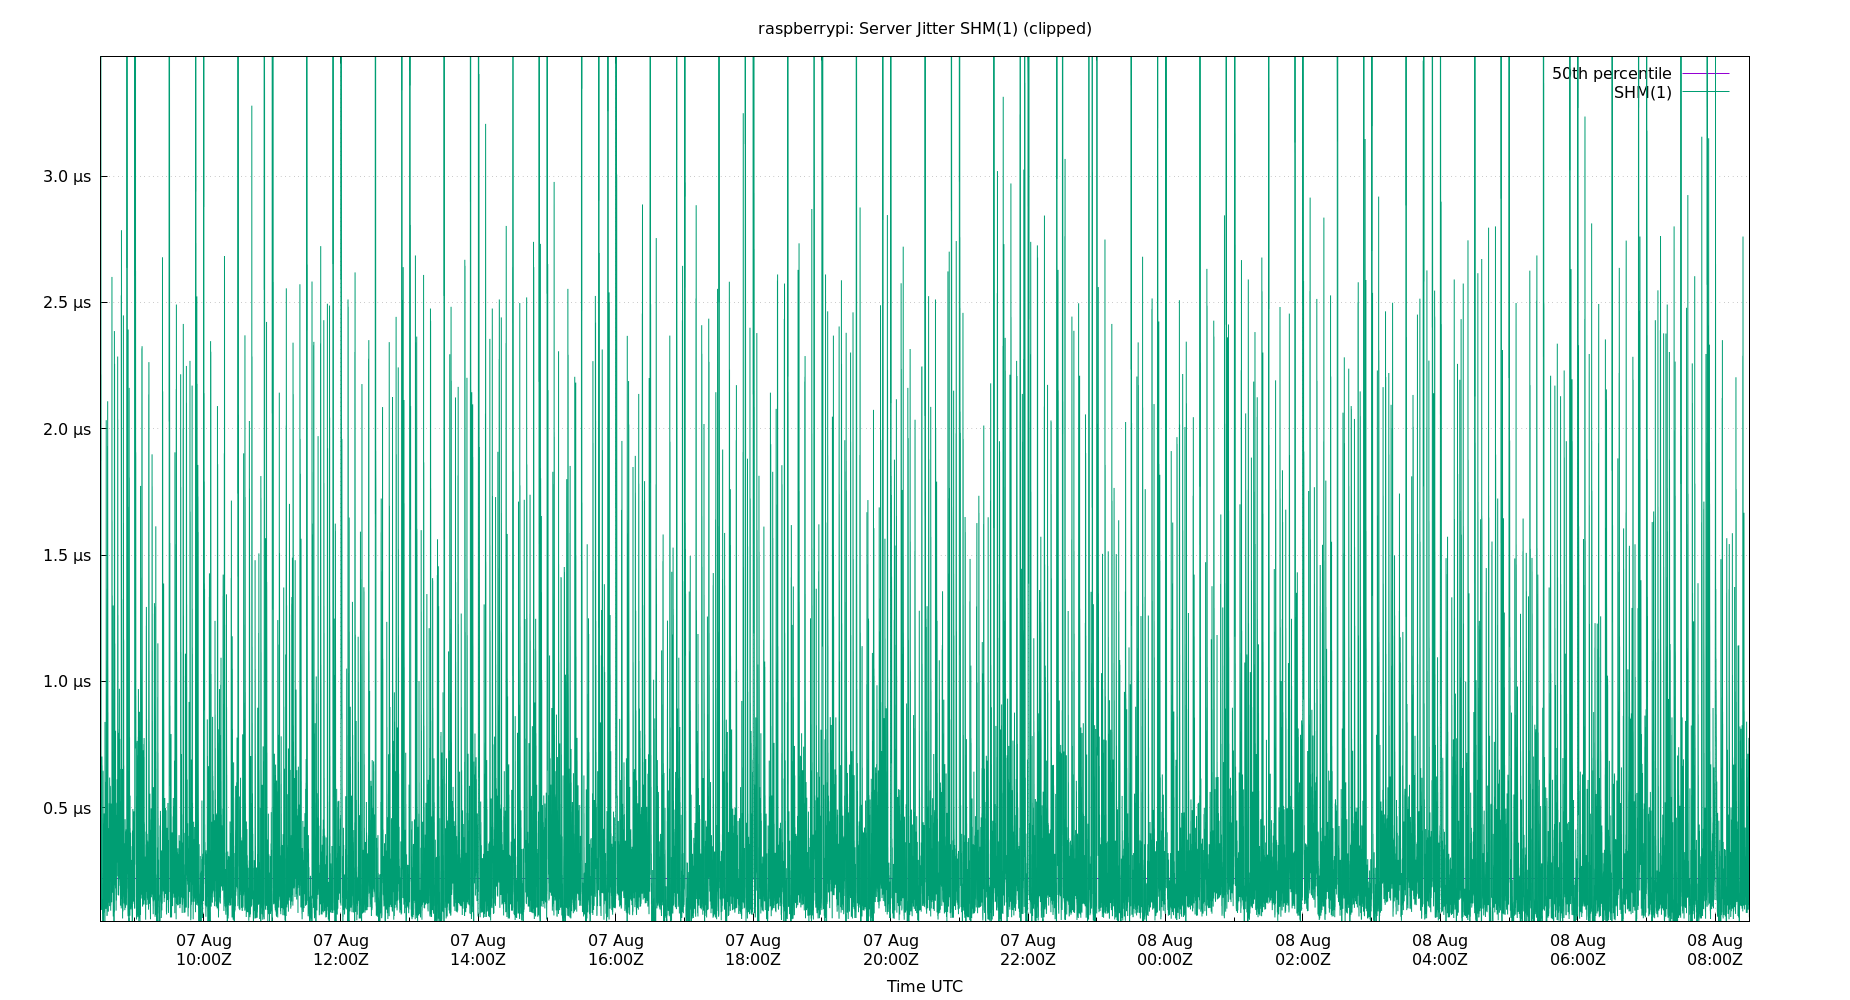 raspberrypi: Server Jitter SHM(1) (clipped)
50th percentile
SHM(1)
3.0 μs
2.5 μs
2.0 μs
1.5 μs
1.0 μs
0.5 μs
07 Aug 07 Aug 07 Aug 07 Aug 07 Aug 07 Aug 07 Aug 08 Aug 08 Aug 08 Aug 08 Aug 08 Aug
10:00Z 12:00Z 14:00Z 16:00Z 18:00Z 20:00Z 22:00Z 00:00Z 02:00Z 04:00Z 06:00Z 08:00Z
Time UTC